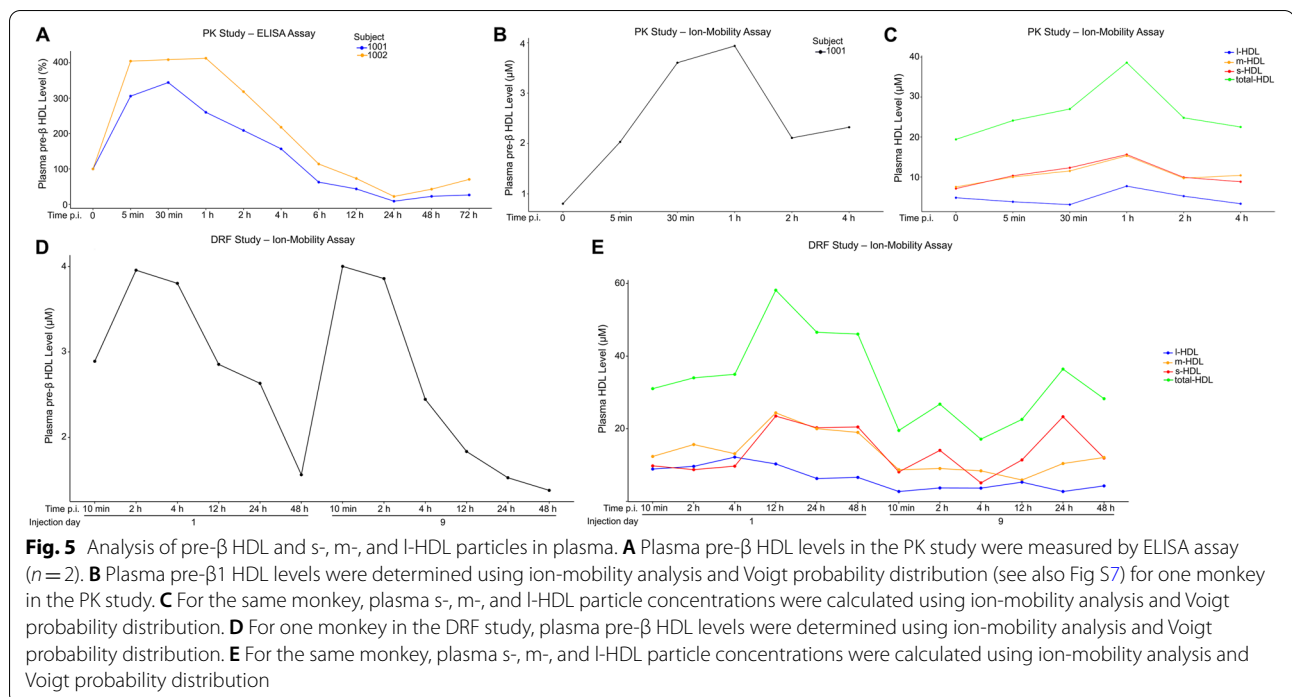 A
PK Study – ELISA Assay
Subject
1001
1002
Plasma pre-β HDL Level (%)
400
300
200
100
0
Time p.i. 0 5 min 30 min 1 h 2 h 4 h 6 h 12 h 24 h 48 h 72 h
B
PK Study - Ion-Mobility Assay
Subject
1001
Plasma pre-β HDL Level (µM)
4
3
2
1
Time p.i. 0 5 min 30 min 1 h 2 h 4 h
C
PK Study - Ion-Mobility Assay
l-HDL
m-HDL
s-HDL
total-HDL
Plasma HDL Level (µM)
40
30
20
10
Time p.i. 0 5 min 30 min 1 h 2 h 4 h
D
DRF Study – Ion-Mobility Assay
Plasma pre-β HDL Level (µM)
4
3
2
Time p.i. 10 min 2 h 4 h 12 h 24 h 48 h 10 min 2 h 4 h 12 h 24 h 48 h
Injection day 1 9
E
DRF Study – Ion-Mobility Assay
l-HDL
m-HDL
s-HDL
total-HDL
Plasma HDL Level (µM)
60
40
20
Time p.i. 10 min 2 h 4 h 12 h 24 h 48 h 10 min 2 h 4 h 12 h 24 h 48 h
Injection day 1 9
Fig. 5 Analysis of pre-β HDL and s-, m-, and l-HDL particles in plasma. A Plasma pre-β HDL levels in the PK study were measured by ELISA assay
(n = 2). B Plasma pre-β1 HDL levels were determined using ion-mobility analysis and Voigt probability distribution (see also Fig S7) for one monkey
in the PK study. C For the same monkey, plasma s-, m-, and l-HDL particle concentrations were calculated using ion-mobility analysis and Voigt
probability distribution. D For one monkey in the DRF study, plasma pre-β HDL levels were determined using ion-mobility analysis and Voigt
probability distribution. E For the same monkey, plasma s-, m-, and l-HDL particle concentrations were calculated using ion-mobility analysis and
Voigt probability distribution